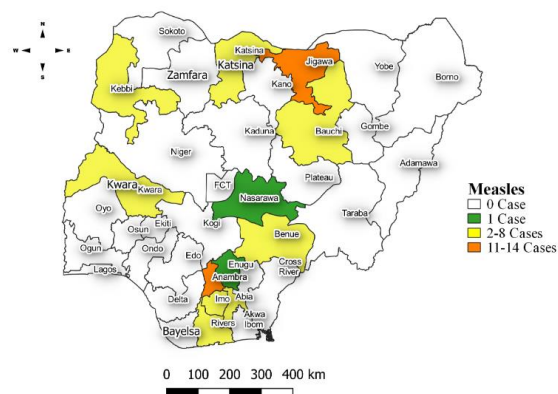 N
W E
S
Sokoto
Katsina
Jigawa
Yobe
Borno
Zamfara
Katsina
Kebbi
Kano
Gombe
Kaduna
Bauchi
Niger
Adamawa
Plateau
Kwara
Kwara
FCT
Nasarawa
Taraba
Oyo
Ekiti
Kogi
Osun
Benue
Ogun
Ondo
Edo
Enugu
Cross
River
Lagos
Anambra
Delta
Imo
Abia
Akwa
Ibom
Rivers
Bayelsa
Measles
0 Case
1 Case
2-8 Cases
11-14 Cases
0 100 200 300 400 km